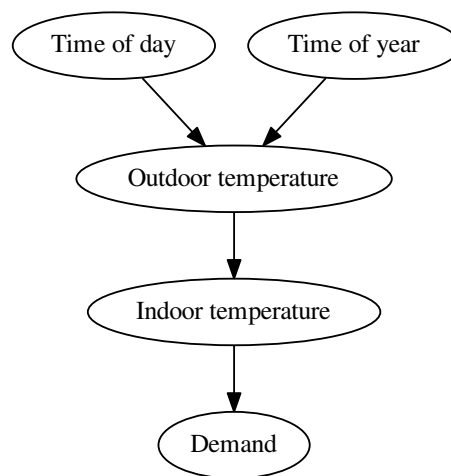 Time of day
Time of year
Outdoor temperature
Indoor temperature
Demand